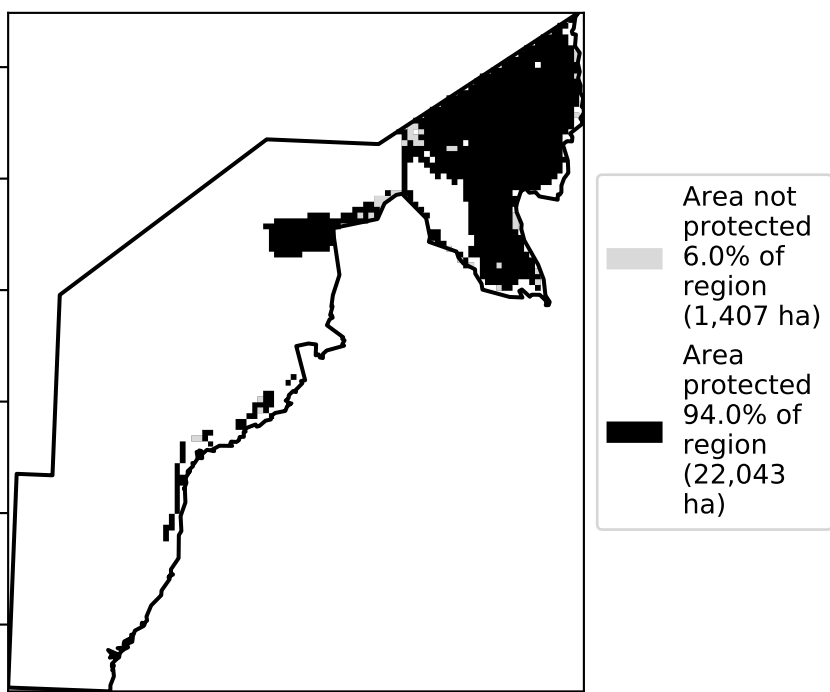 Area not
protected
6.0% of
region
(1,407 ha)
Area
protected
94.0% of
region
(22,043
ha)